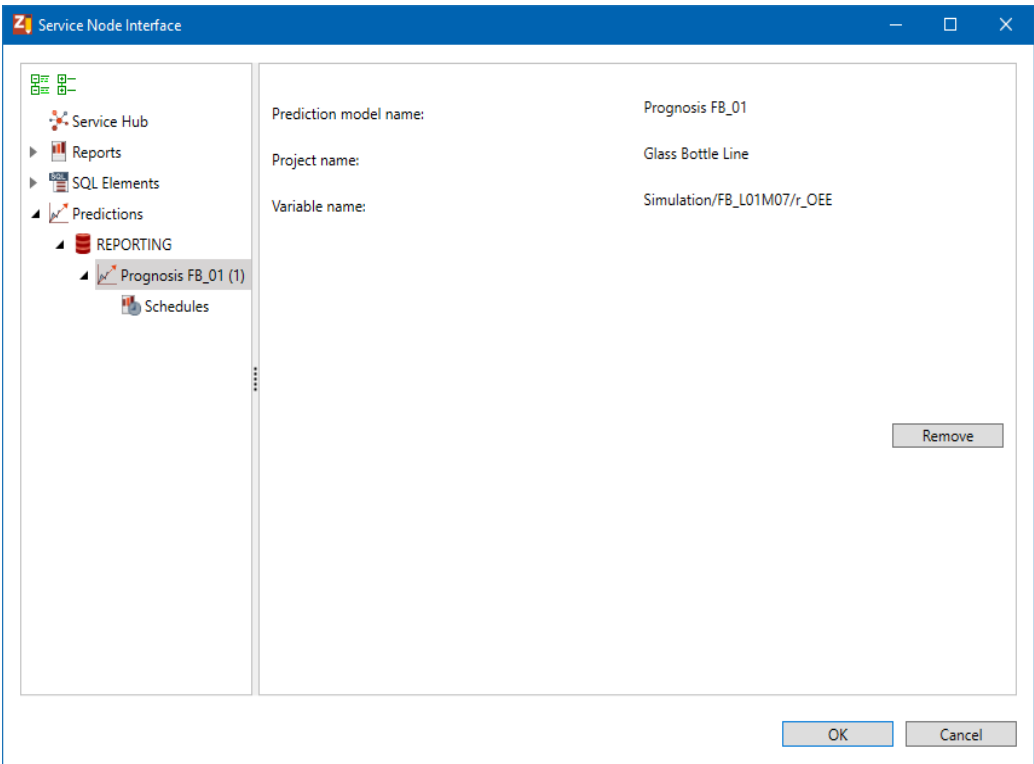 Service Node Interface
Service Hub
Reports
SQL Elements
Predictions
REPORTING
Prognosis FB_01 (1)
Schedules
Prediction model name: Prognosis FB_01
Project name: Glass Bottle Line
Variable name: Simulation/FB_L01M07/r_OEE
Remove
OK Cancel